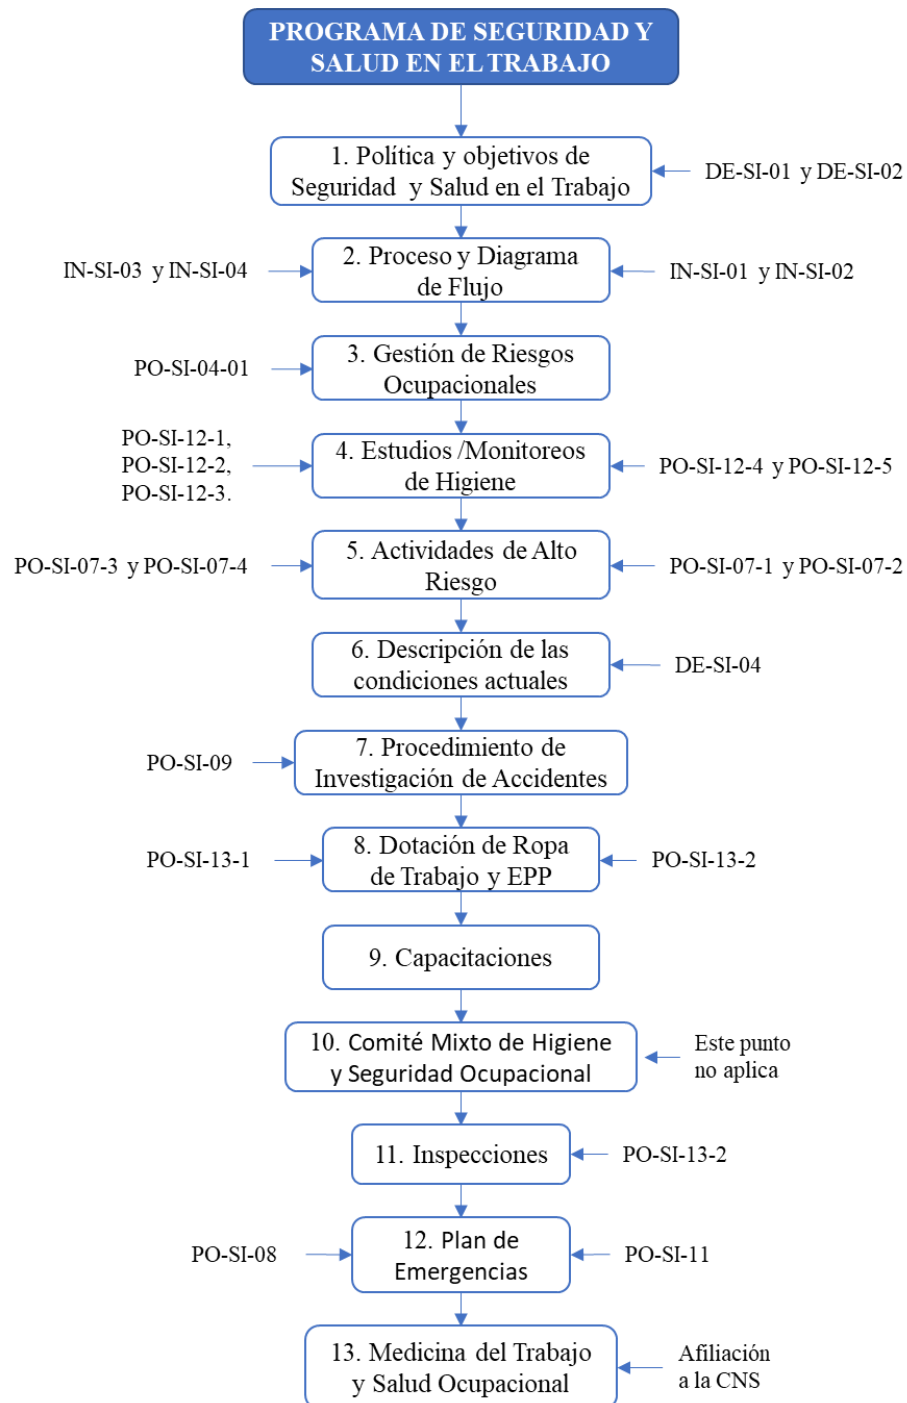 PROGRAMA DE SEGURIDAD Y
SALUD EN EL TRABAJO
1. Política y objetivos de
Seguridad y Salud en el Trabajo
DE-SI-01 y DE-SI-02
IN-SI-03 y IN-SI-04
2. Proceso y Diagrama
de Flujo
IN-SI-01 y IN-SI-02
PO-SI-04-01
3. Gestión de Riesgos
Ocupacionales
PO-SI-12-1,
PO-SI-12-2,
PO-SI-12-3.
4. Estudios /Monitoreos
de Higiene
PO-SI-12-4 y PO-SI-12-5
PO-SI-07-3 y PO-SI-07-4
5. Actividades de Alto
Riesgo
PO-SI-07-1 y PO-SI-07-2
6. Descripción de las
condiciones actuales
DE-SI-04
PO-SI-09
7. Procedimiento de
Investigación de Accidentes
PO-SI-13-1
8. Dotación de Ropa
de Trabajo y EPP
PO-SI-13-2
9. Capacitaciones
10. Comité Mixto de Higiene
y Seguridad Ocupacional
Este punto
no aplica
11. Inspecciones
PO-SI-13-2
PO-SI-08
12. Plan de
Emergencias
PO-SI-11
13. Medicina del Trabajo
y Salud Ocupacional
Afiliación
a la CNS